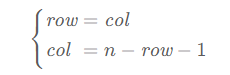 row = col
col = n − row − 1